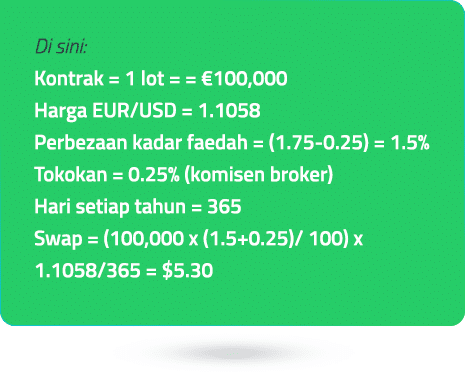 Di sini:
Kontrak = 1 lot = = €100,000
Harga EUR/USD = 1.1058
Perbezaan kadar faedah = (1.75-0.25) = 1.5%
Tokokan = 0.25% (komisen broker)
Hari setiap tahun = 365
Swap = (100,000 x (1.5+0.25)/ 100) x
1.1058/365 = $5.30